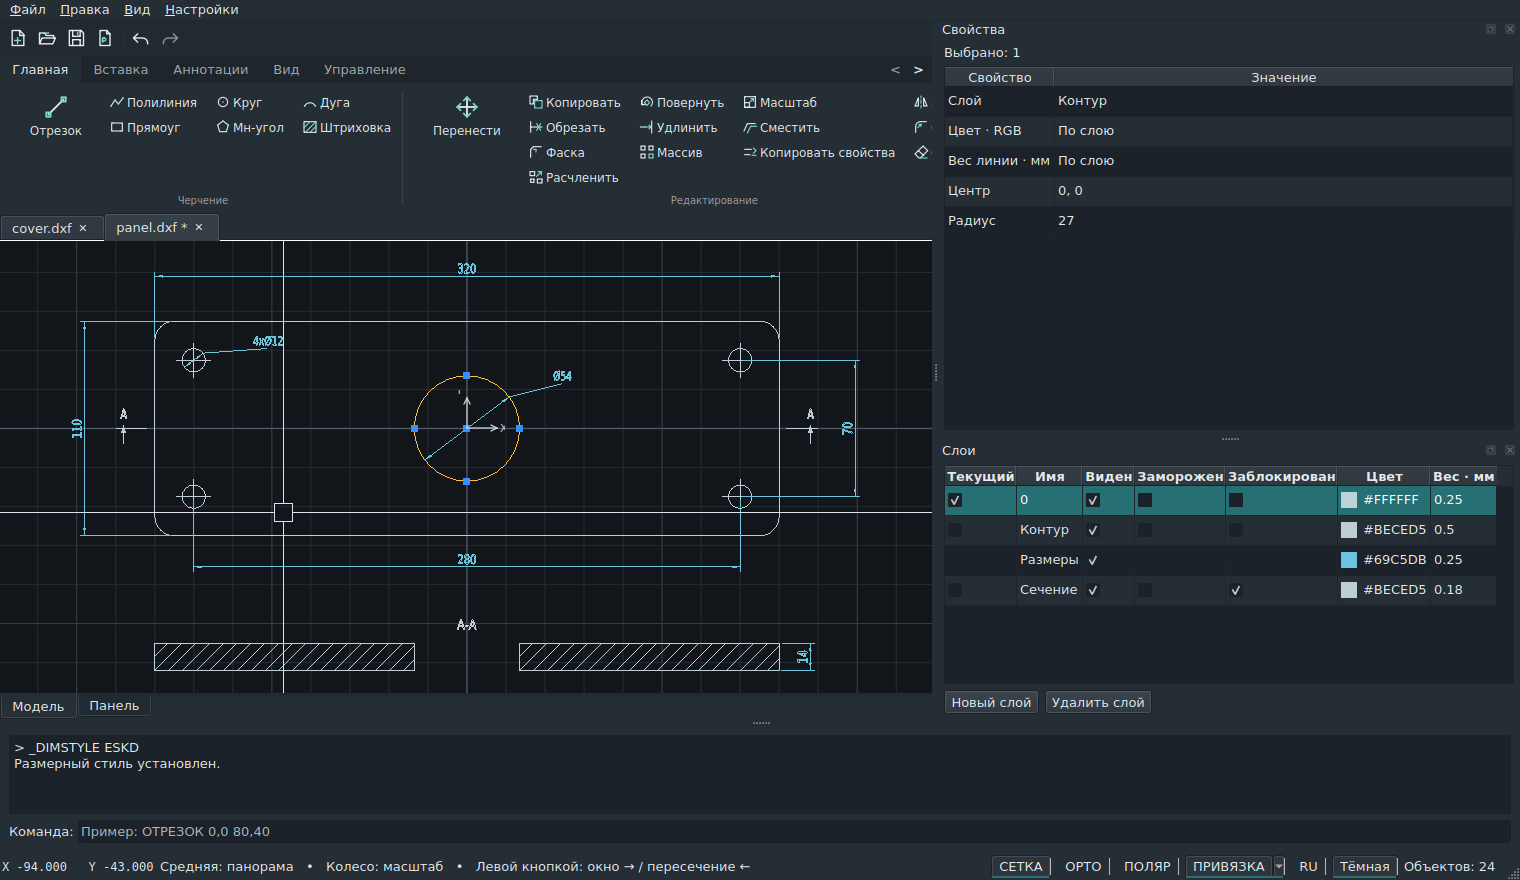 Файл Правка Вид Настройки
Главная Вставка Аннотации Вид Управление < >
Отрезок
Полилиния Круг Дуга
Прямоуг Мн-угол Штриховка
Черчение
Перенести
Копировать Повернуть Масштаб
Обрезать Удлинить Сместить
Фаска Массив Копировать свойства
Расчленить
Редактирование
cover.dxf × panel.dxf * ×
320
4xØ12
Ø54
A A
110
70
X
280
A-A
14
Модель Панель
Свойства
Выбрано: 1
Свойство Значение
Слой Контур
Цвет · RGB По слою
Вес линии · мм По слою
Центр 0, 0
Радиус 27
Слои
Текущий Имя Виден Заморожен Заблокирован Цвет Вес · мм
0 #FFFFFF 0.25
Контур #BECED5 0.5
Размеры #69C5DB 0.25
Сечение #BECED5 0.18
Новый слой Удалить слой
> _DIMSTYLE ESKD
Размерный стиль установлен.
Команда: Пример: ОТРЕЗОК 0,0 80,40
X -94.000 Y -43.000 Средняя: панорама • Колесо: масштаб • Левой кнопкой: окно → / пересечение ← СЕТКА ОРТО ПОЛЯР ПРИВЯЗКА RU Тёмная Объектов: 24